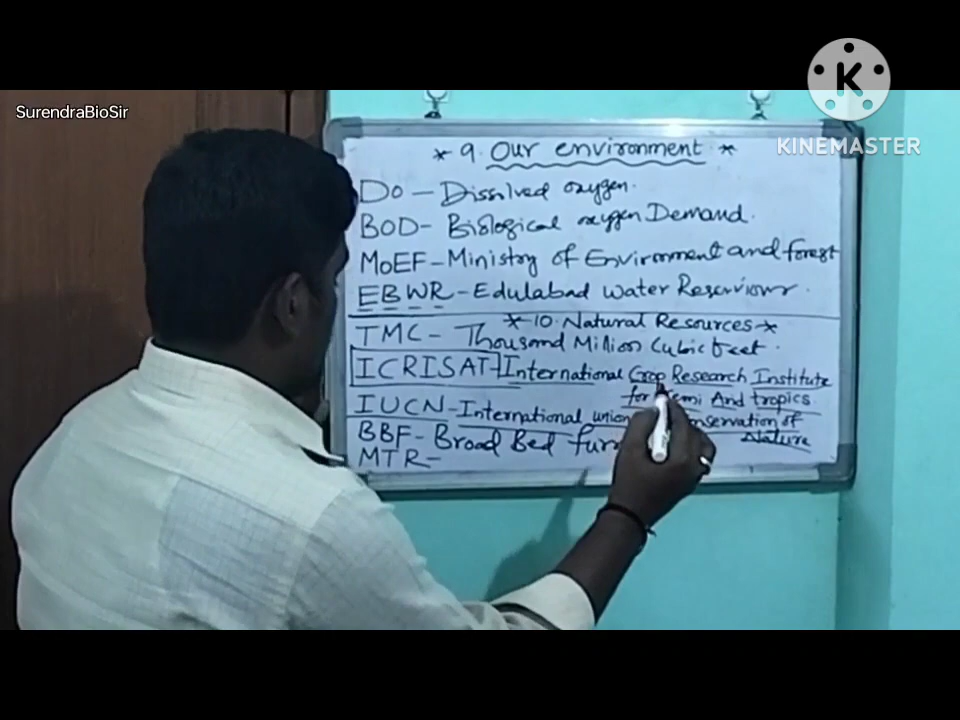 SurendraBioSir
K
KINEMASTER
* 9. Our environment *
DO - Dissolved oxygen.
BOD - Biological oxygen Demand.
MOEF - Ministry of Environment and forest
EBWR - Edulabad Water Reserviour.
* 10. Natural Resources *
TMC - Thousand Million Cubic feet.
ICRISAT - International Crop Research Institute
for Semi And tropics
IUCN - International union conservation of
Nature
BBF - Broad Bed
MTR -